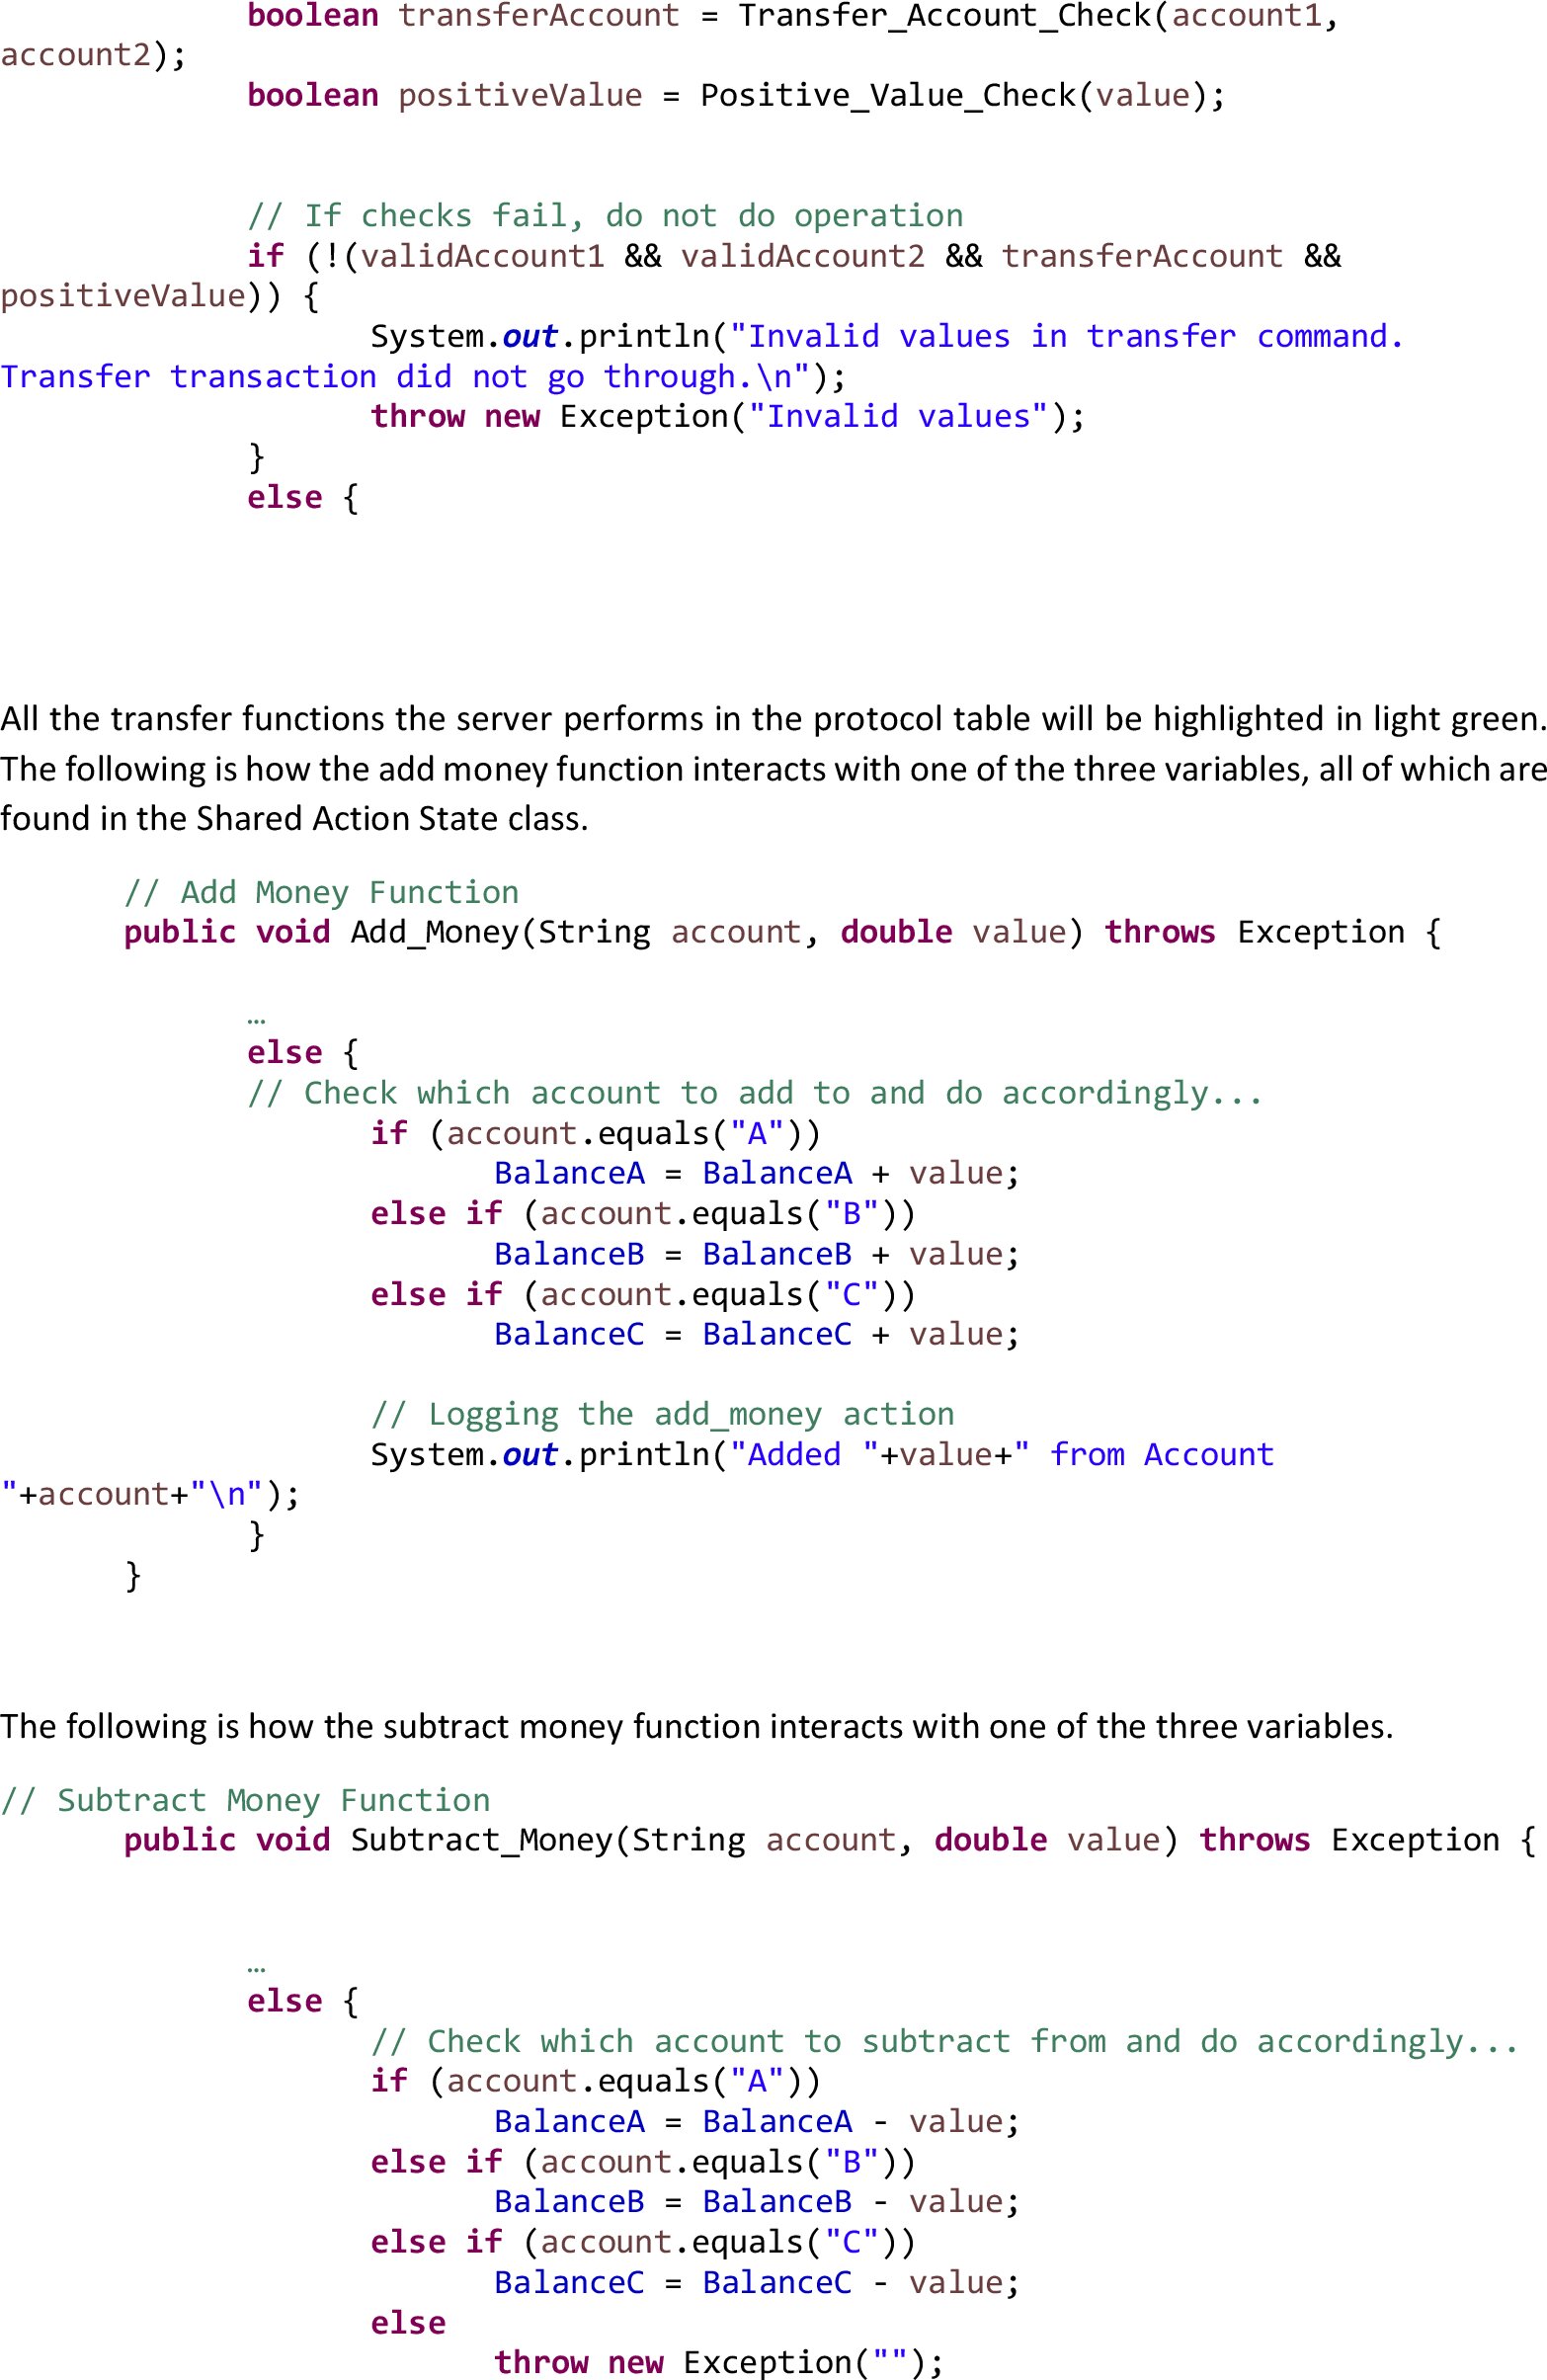 boolean transferAccount = Transfer_Account_Check(account1,
account2);
boolean positiveValue = Positive_Value_Check(value);
// If checks fail, do not do operation
if (!(validAccount1 && validAccount2 && transferAccount &&
positiveValue)) {
System.out.println("Invalid values in transfer command.
Transfer transaction did not go through.\n");
throw new Exception("Invalid values");
}
else {
All the transfer functions the server performs in the protocol table will be highlighted in light green.
The following is how the add money function interacts with one of the three variables, all of which are
found in the Shared Action State class.
// Add Money Function
public void Add_Money(String account, double value) throws Exception {
…
else {
// Check which account to add to and do accordingly...
if (account.equals("A"))
BalanceA = BalanceA + value;
else if (account.equals("B"))
BalanceB = BalanceB + value;
else if (account.equals("C"))
BalanceC = BalanceC + value;
// Logging the add_money action
System.out.println("Added "+value+" from Account
"+account+"\n");
}
}
The following is how the subtract money function interacts with one of the three variables.
// Subtract Money Function
public void Subtract_Money(String account, double value) throws Exception {
…
else {
// Check which account to subtract from and do accordingly...
if (account.equals("A"))
BalanceA = BalanceA - value;
else if (account.equals("B"))
BalanceB = BalanceB - value;
else if (account.equals("C"))
BalanceC = BalanceC - value;
else
throw new Exception("");